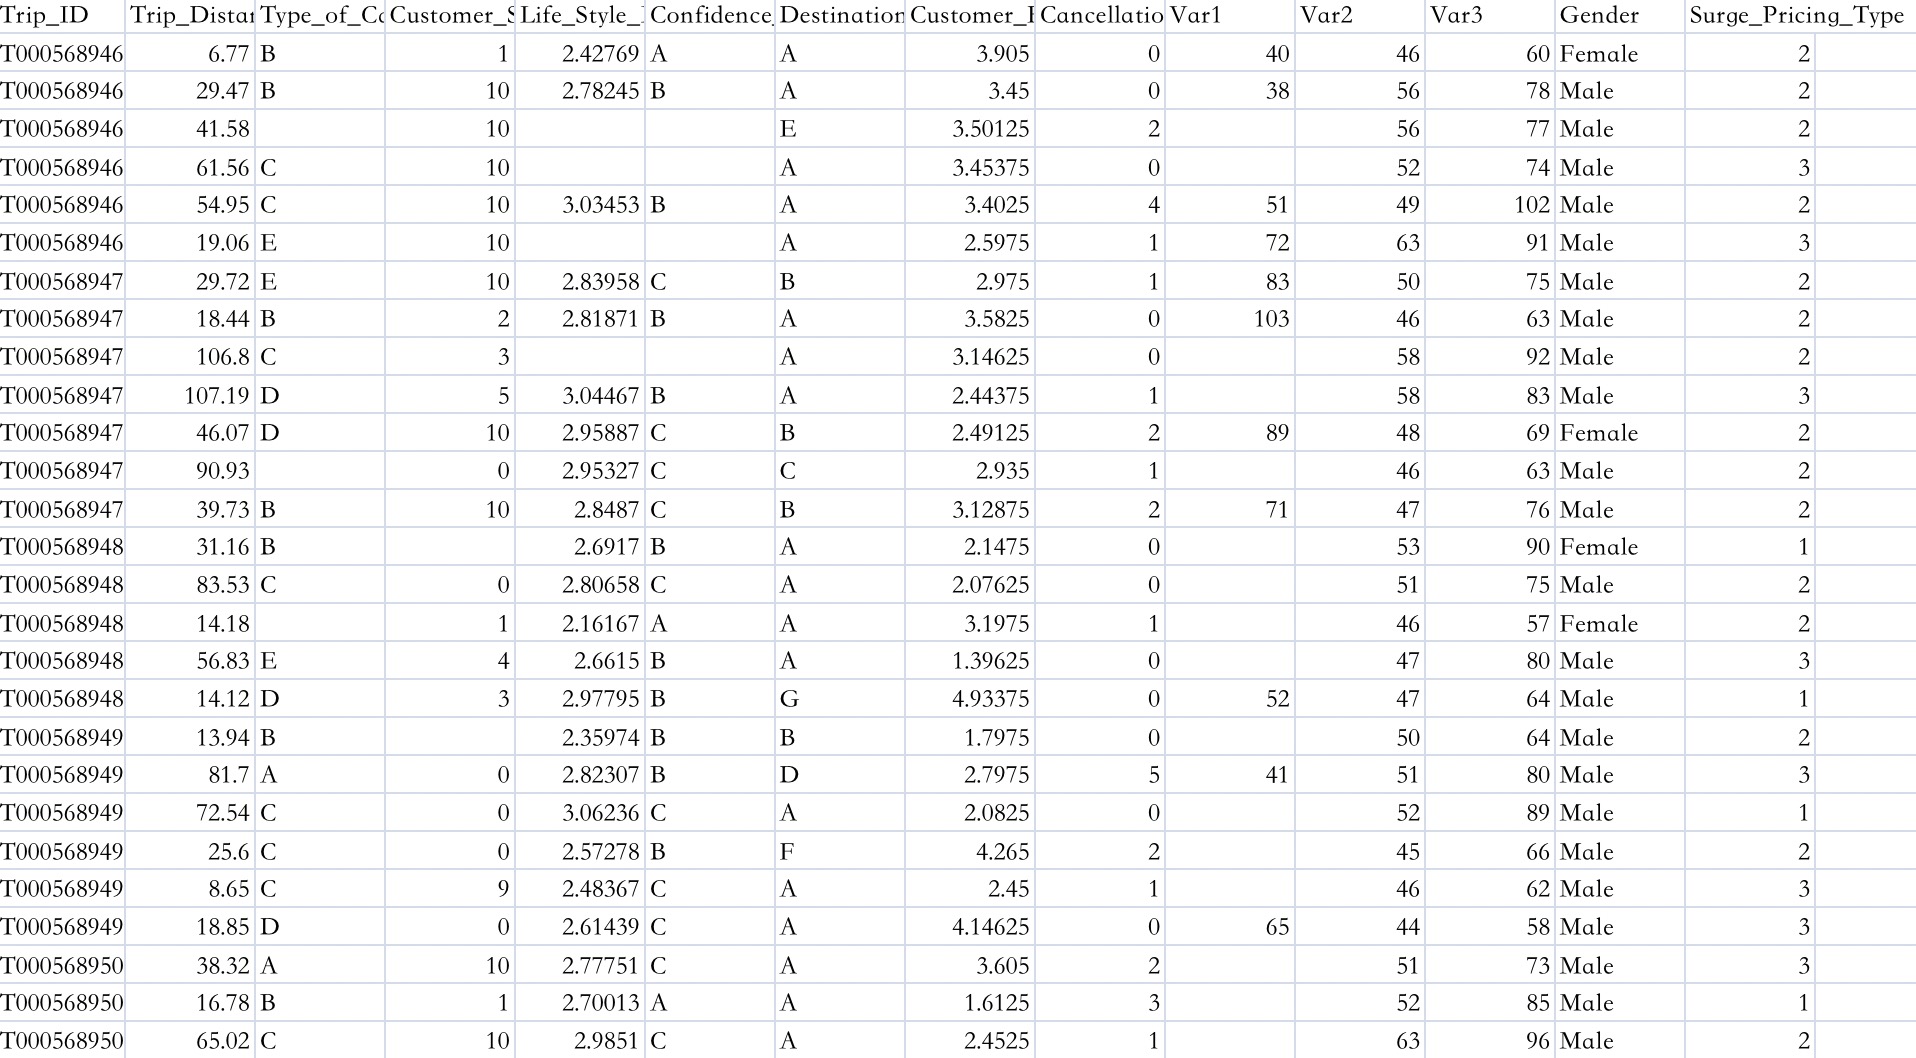 Trip_ID Trip_Distar Type_of_Ca Customer_S Life_Style_ Confidence_ Destination Customer_F Cancellatio Var1 Var2 Var3 Gender Surge_Pricing_Type
T000568946 6.77 B 1 2.42769 A A 3.905 0 40 46 60 Female 2
T000568946 29.47 B 10 2.78245 B A 3.45 0 38 56 78 Male 2
T000568946 41.58 10 E 3.50125 2 56 77 Male 2
T000568946 61.56 C 10 A 3.45375 0 52 74 Male 3
T000568946 54.95 C 10 3.03453 B A 3.4025 4 51 49 102 Male 2
T000568946 19.06 E 10 A 2.5975 1 72 63 91 Male 3
T000568947 29.72 E 10 2.83958 C B 2.975 1 83 50 75 Male 2
T000568947 18.44 B 2 2.81871 B A 3.5825 0 103 46 63 Male 2
T000568947 106.8 C 3 A 3.14625 0 58 92 Male 2
T000568947 107.19 D 5 3.04467 B A 2.44375 1 58 83 Male 3
T000568947 46.07 D 10 2.95887 C B 2.49125 2 89 48 69 Female 2
T000568947 90.93 0 2.95327 C C 2.935 1 46 63 Male 2
T000568947 39.73 B 10 2.8487 C B 3.12875 2 71 47 76 Male 2
T000568948 31.16 B 2.6917 B A 2.1475 0 53 90 Female 1
T000568948 83.53 C 0 2.80658 C A 2.07625 0 51 75 Male 2
T000568948 14.18 1 2.16167 A A 3.1975 1 46 57 Female 2
T000568948 56.83 E 4 2.6615 B A 1.39625 0 47 80 Male 3
T000568948 14.12 D 3 2.97795 B G 4.93375 0 52 47 64 Male 1
T000568949 13.94 B 2.35974 B B 1.7975 0 50 64 Male 2
T000568949 81.7 A 0 2.82307 B D 2.7975 5 41 51 80 Male 3
T000568949 72.54 C 0 3.06236 C A 2.0825 0 52 89 Male 1
T000568949 25.6 C 0 2.57278 B F 4.265 2 45 66 Male 2
T000568949 8.65 C 9 2.48367 C A 2.45 1 46 62 Male 3
T000568949 18.85 D 0 2.61439 C A 4.14625 0 65 44 58 Male 3
T000568950 38.32 A 10 2.77751 C A 3.605 2 51 73 Male 3
T000568950 16.78 B 1 2.70013 A A 1.6125 3 52 85 Male 1
T000568950 65.02 C 10 2.9851 C A 2.4525 1 63 96 Male 2